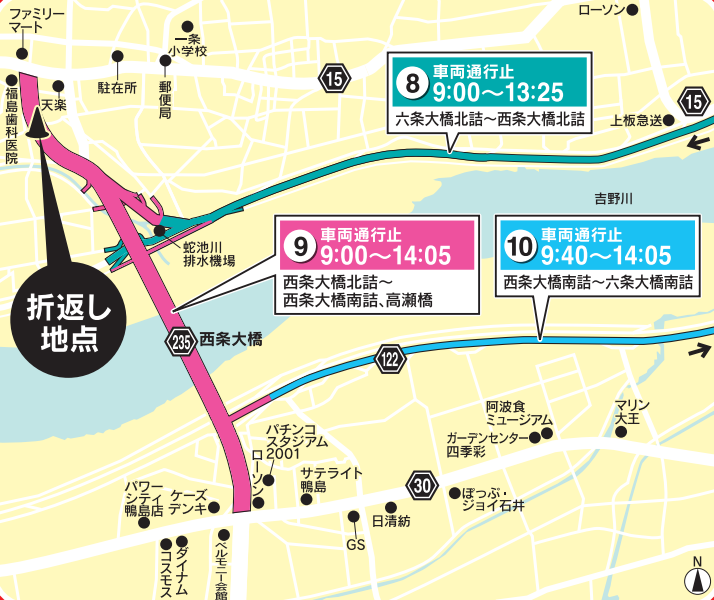 ファミリー
マート
一条
小学校
ローソン
駐在所
郵便局
15
福島歯科医院
天楽
8
車両通行止
9:00～13:25
六条大橋北詰～西条大橋北詰
15
上板急送
吉野川
蛇池川
排水機場
9
車両通行止
9:00～14:05
西条大橋北詰～
西条大橋南詰、高瀬橋
10
車両通行止
9:40～14:05
西条大橋南詰～六条大橋南詰
折返し
地点
235
西条大橋
122
パチンコ
スタジアム
2001
ローソン
サテライト
鴨島
阿波食
ミュージアム
ガーデンセンター
四季彩
マリン
大王
30
ぽっぷ・
ジョイ石井
日清紡
GS
パワー
シティ
鴨島店
ケーズ
デンキ
コスモス
ダイナム
ベルモニー会館
N